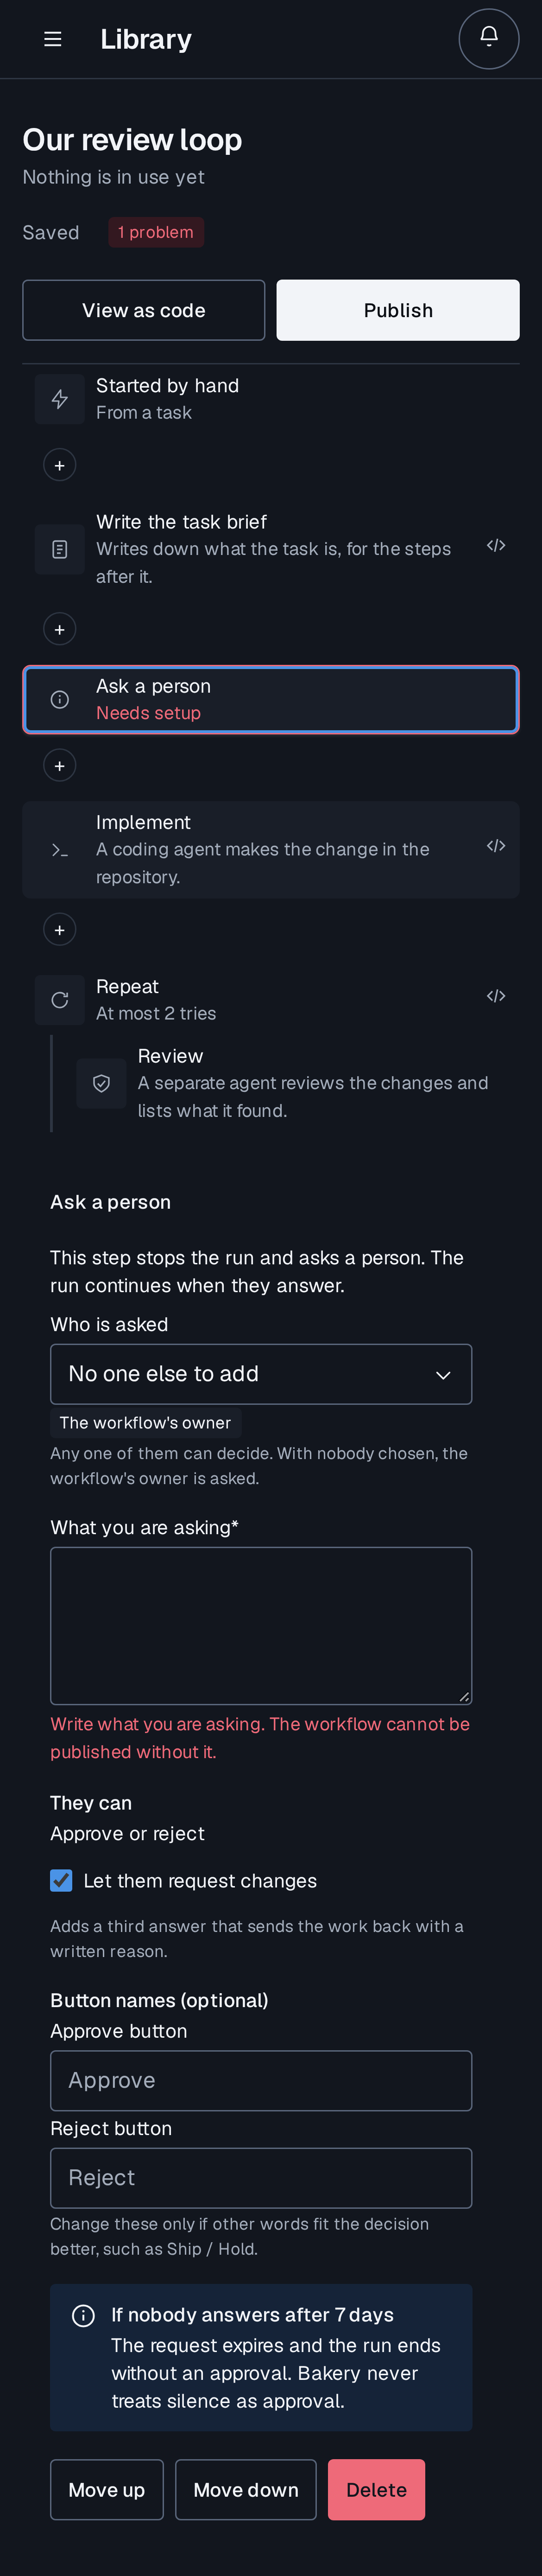 Library
Our review loop
Nothing is in use yet
Saved
1 problem
View as code
Publish
Started by hand
From a task
+
Write the task brief
Writes down what the task is, for the steps
after it.
+
Ask a person
Needs setup
+
Implement
A coding agent makes the change in the
repository.
+
Repeat
At most 2 tries
Review
A separate agent reviews the changes and
lists what it found.
Ask a person
This step stops the run and asks a person. The
run continues when they answer.
Who is asked
No one else to add
The workflow's owner
Any one of them can decide. With nobody chosen, the
workflow's owner is asked.
What you are asking*
Write what you are asking. The workflow cannot be
published without it.
They can
Approve or reject
Let them request changes
Adds a third answer that sends the work back with a
written reason.
Button names (optional)
Approve button
Approve
Reject button
Reject
Change these only if other words fit the decision
better, such as Ship / Hold.
If nobody answers after 7 days
The request expires and the run ends
without an approval. Bakery never
treats silence as approval.
Move up
Move down
Delete